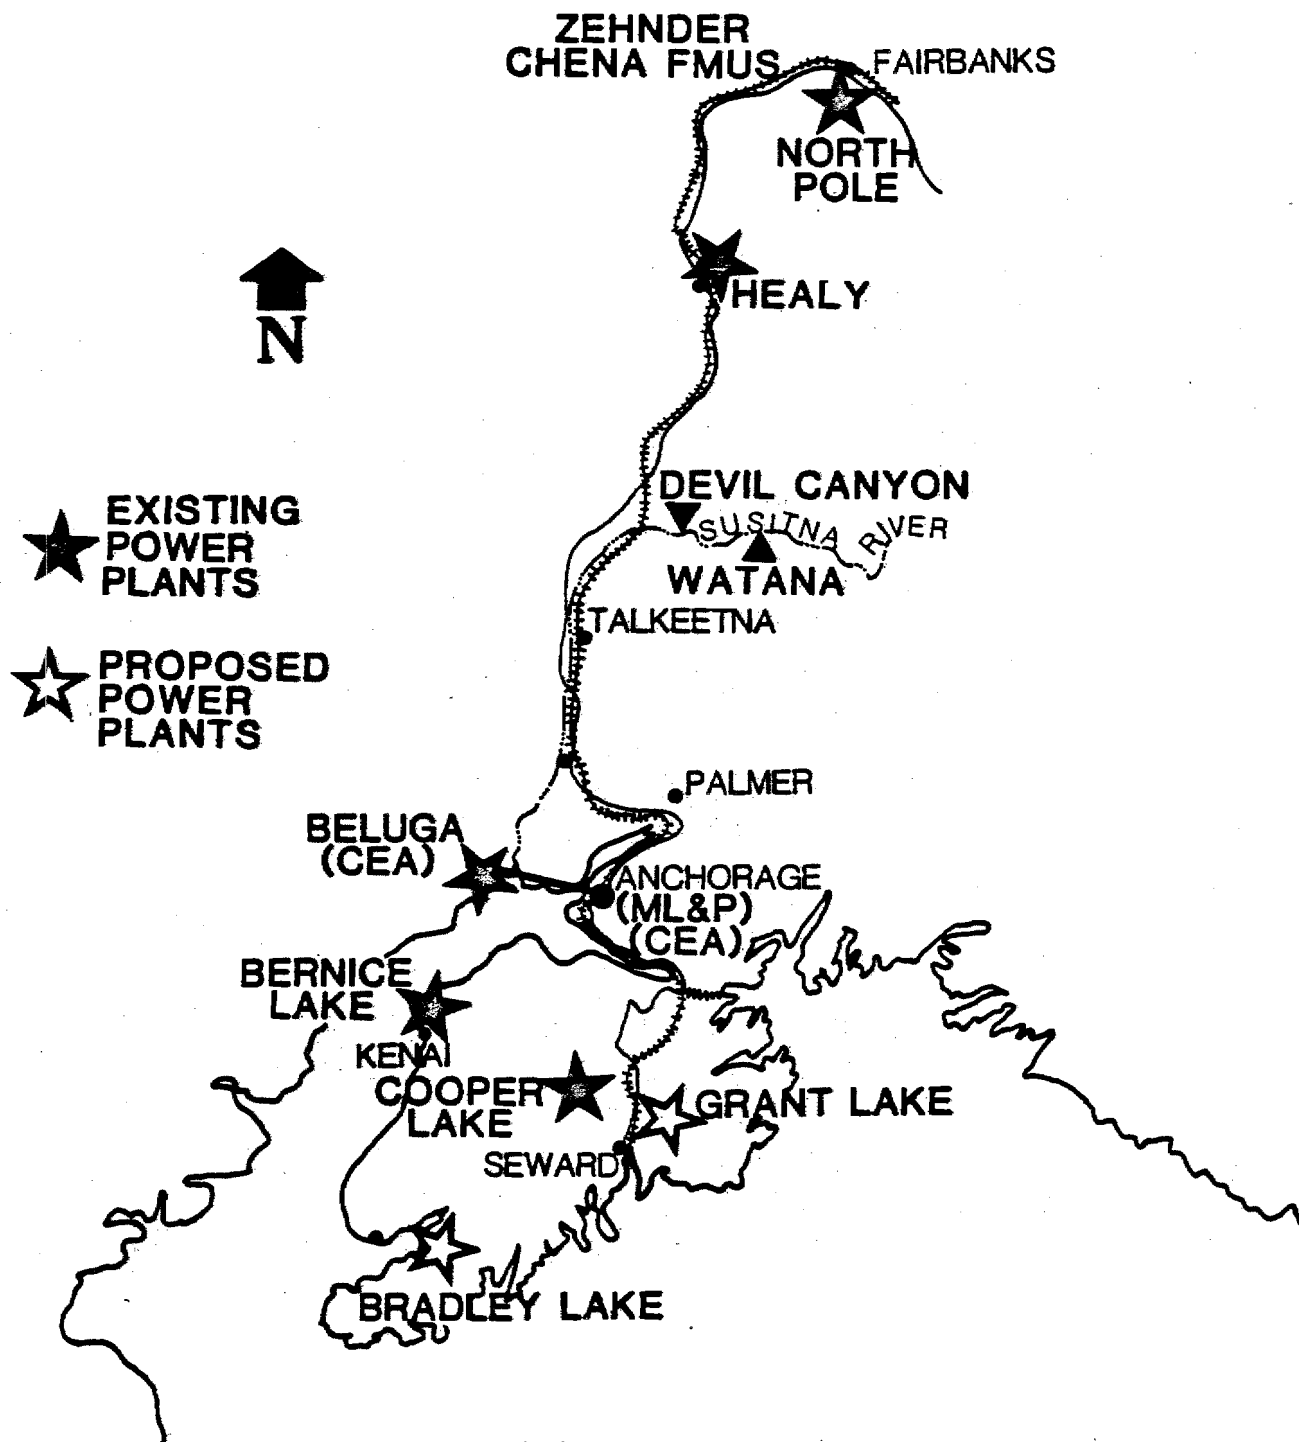 ZEHNDER
CHENA FMUS
FAIRBANKS
NORTH
POLE
HEALY
N
DEVIL CANYON
SUSITNA RIVER
WATANA
EXISTING
POWER
PLANTS
TALKEETNA
PROPOSED
POWER
PLANTS
PALMER
BELUGA
(CEA)
ANCHORAGE
(ML&P)
(CEA)
BERNICE
LAKE
KENAI
COOPER
LAKE
GRANT LAKE
SEWARD
BRADLEY LAKE